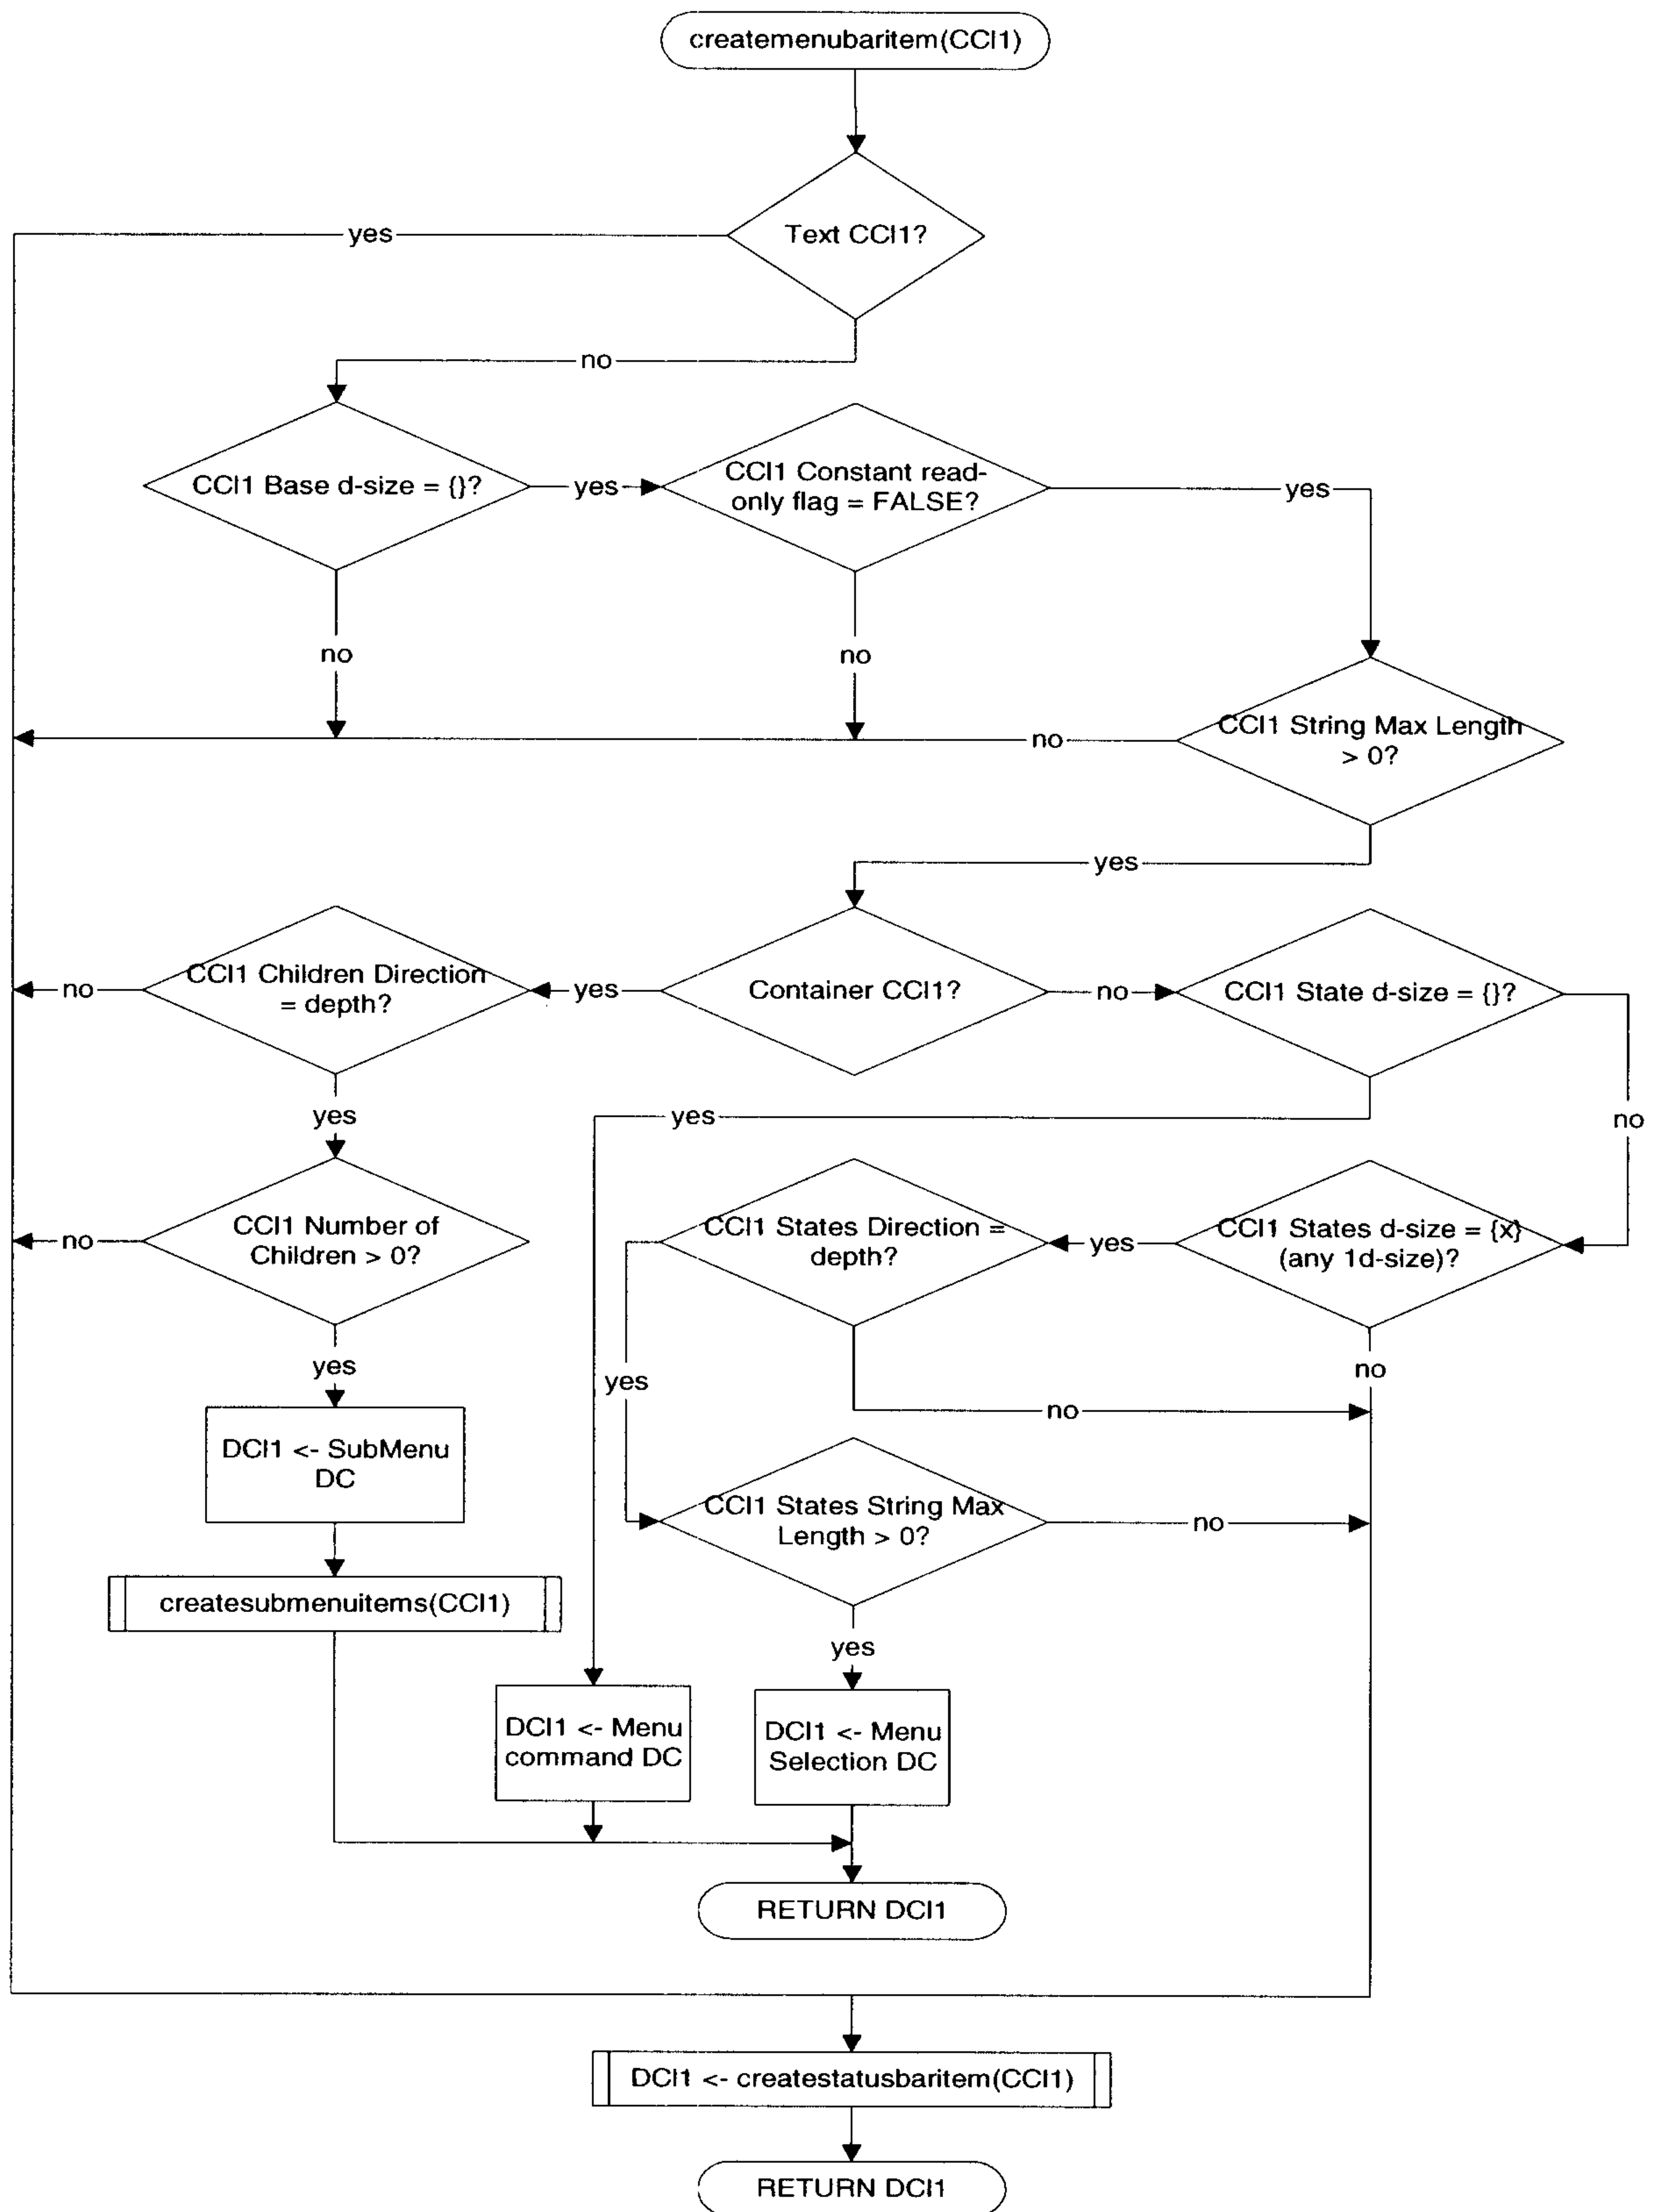 createmenubaritem(CCI1)
Text CCI1?
yes
no
CCI1 Base d-size = {}?
yes
CCI1 Constant read-
only flag = FALSE?
yes
no
no
CCI1 String Max Length
> 0?
no
yes
CCI1 Children Direction
= depth?
no
yes
Container CCI1?
no
CCI1 State d-size = {}?
yes
yes
no
CCI1 Number of
Children > 0?
no
CCI1 States Direction =
depth?
yes
CCI1 States d-size = {x}
(any 1d-size)?
yes
yes
no
no
DCI1 <- SubMenu
DC
CCI1 States String Max
Length > 0?
no
createsubmenuitems(CCI1)
yes
DCI1 <- Menu
command DC
DCI1 <- Menu
Selection DC
RETURN DCI1
DCI1 <- createstatusbaritem(CCI1)
RETURN DCI1